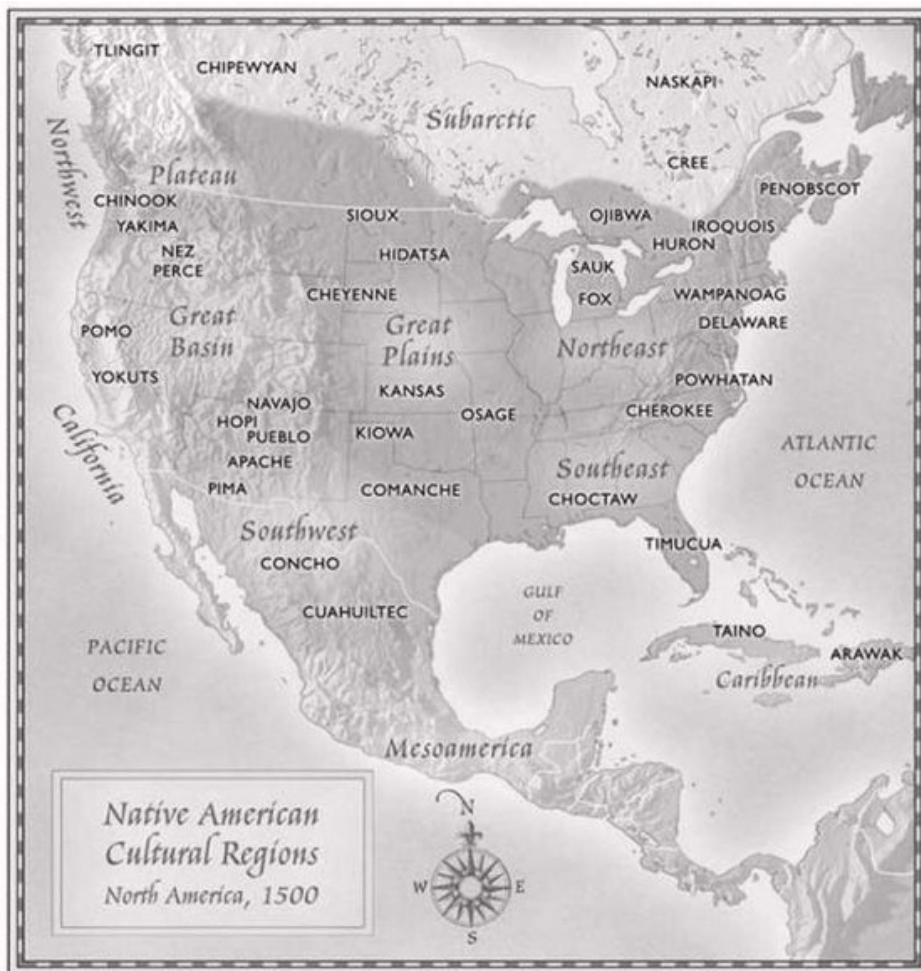 TLINGIT
CHIPEWYAN
NASKAPI
Subarctic
Northwest
CREE
Plateau
PENOBSCOT
CHINOOK
SIOUX
OJIBWA
YAKIMA
IROQUOIS
HURON
NEZ
PERCE
HIDATSA
SAUK
CHEYENNE
FOX
WAMPANOAG
Great
Basin
Great
Plains
DELAWARE
POMO
Northeast
YOKUTS
POWHATAN
KANSAS
NAVAJO
OSAGE
CHEROKEE
HOPI
PUEBLO
KIOWA
California
APACHE
Southeast
ATLANTIC
OCEAN
PIMA
COMANCHE
CHOCTAW
Southwest
TIMUCUA
CONCHO
CUAHUILTEC
GULF
OF
MEXICO
TAINO
PACIFIC
OCEAN
ARAWAK
Caribbean
Mesoamerica
Native American
Cultural Regions
North America, 1500
N
W
E
S